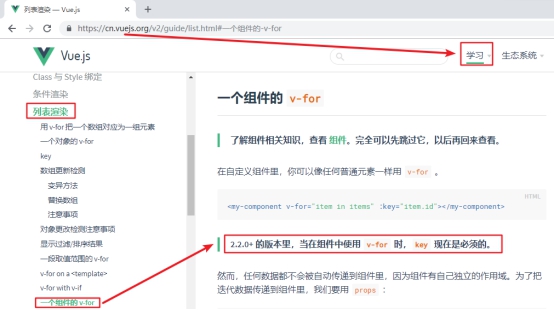 列表渲染 — Vue.js
https://cn.vuejs.org/v2/guide/list.html#一个组件的-v-for
Vue.js
学习
生态系统
Class 与 Style 绑定
条件渲染
列表渲染
用 v-for 把一个数组对应为一组元素
一个对象的 v-for
key
数组更新检测
变异方法
替换数组
注意事项
对象更改检测注意事项
显示过滤/排序结果
一段取值范围的 v-for
v-for on a <template>
v-for with v-if
一个组件的 v-for
一个组件的 v-for
了解组件相关知识，查看 组件。完全可以先跳过它，以后再回来查看。
在自定义组件里，你可以像任何普通元素一样用 v-for 。
HTML
<my-component v-for="item in items" :key="item.id"></my-component>
2.2.0+ 的版本里，当在组件中使用 v-for 时，key 现在是必须的。
然而，任何数据都不会被自动传递到组件里，因为组件有自己独立的作用域。为了把
迭代数据传递到组件里，我们要用 props ：